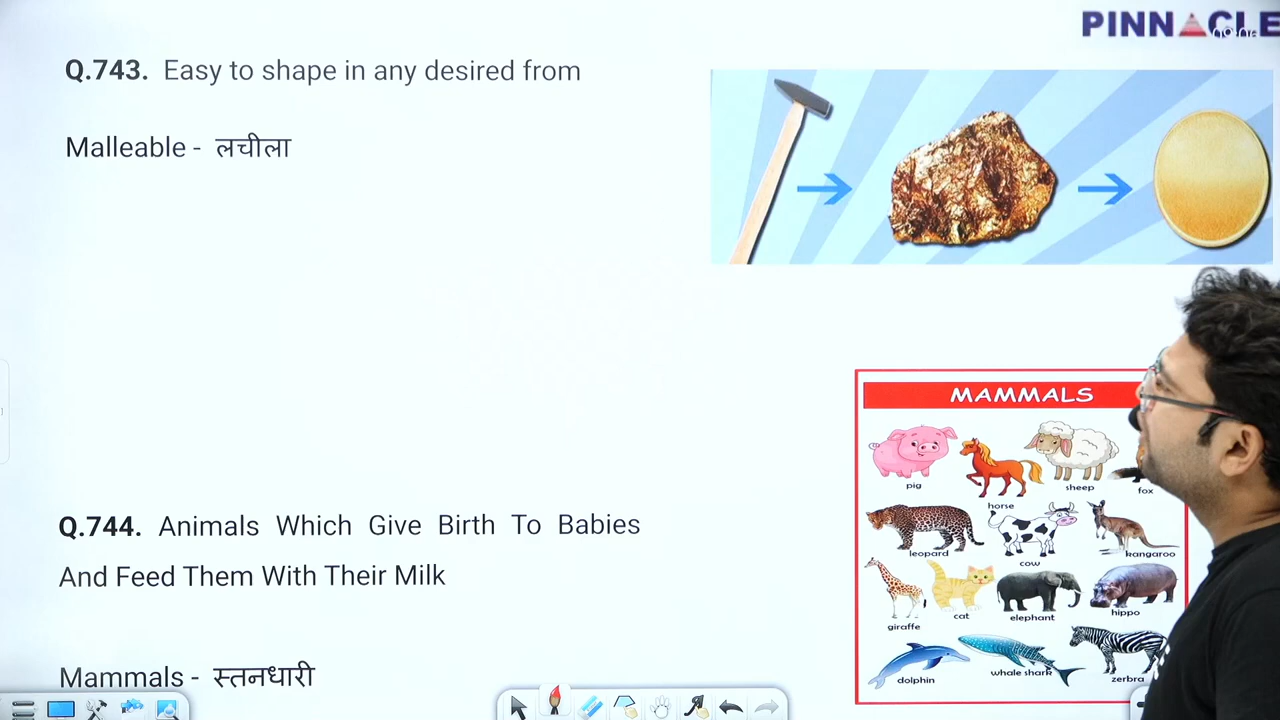 PINNACLE
Q.743. Easy to shape in any desired from
Malleable - लचीला
MAMMALS
pig
horse
sheep
fox
leopard
cow
kangaroo
giraffe
cat
elephant
hippo
dolphin
whale shark
zerbra
Q.744. Animals Which Give Birth To Babies
And Feed Them With Their Milk
Mammals - स्तनधारी